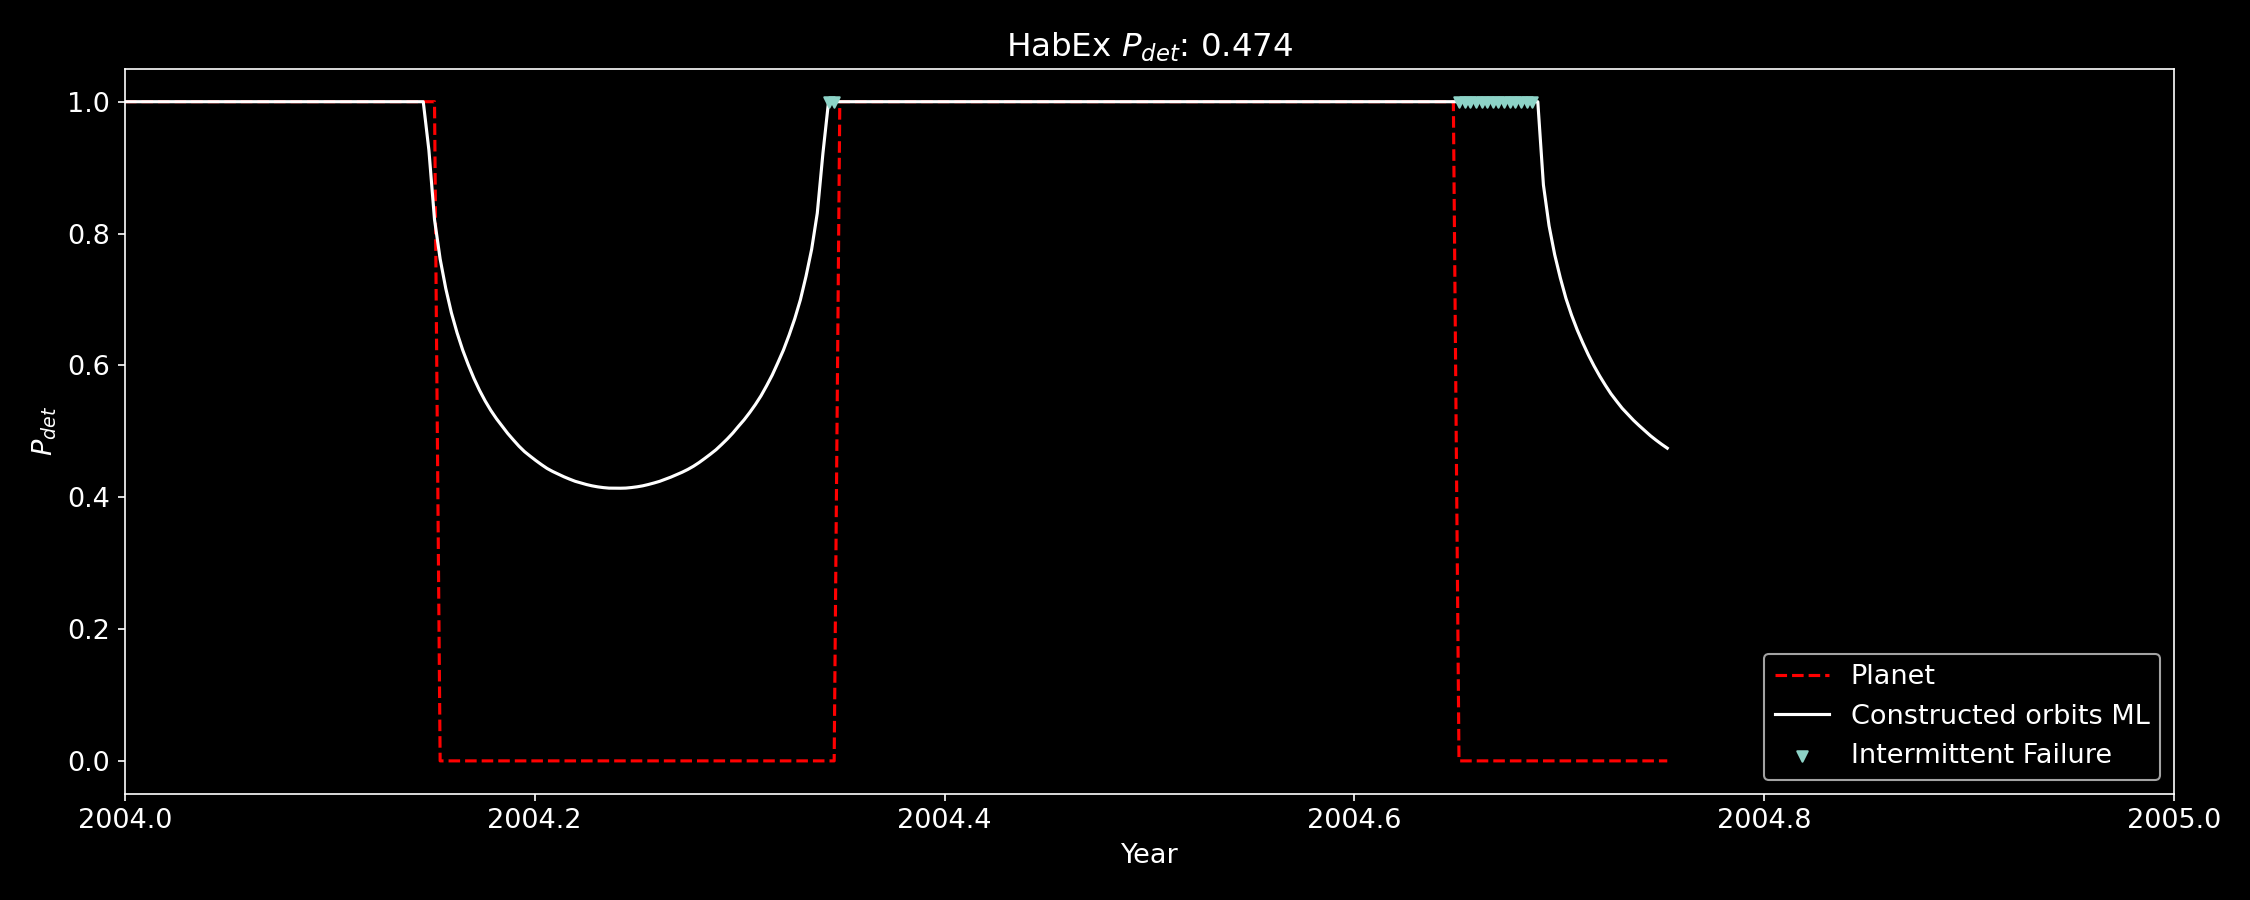 HabEx P_det: 0.474
1.0
0.8
0.6
0.4
0.2
0.0
P_det
2004.0 2004.2 2004.4 2004.6 2004.8 2005.0
Year
Planet
Constructed orbits ML
Intermittent Failure